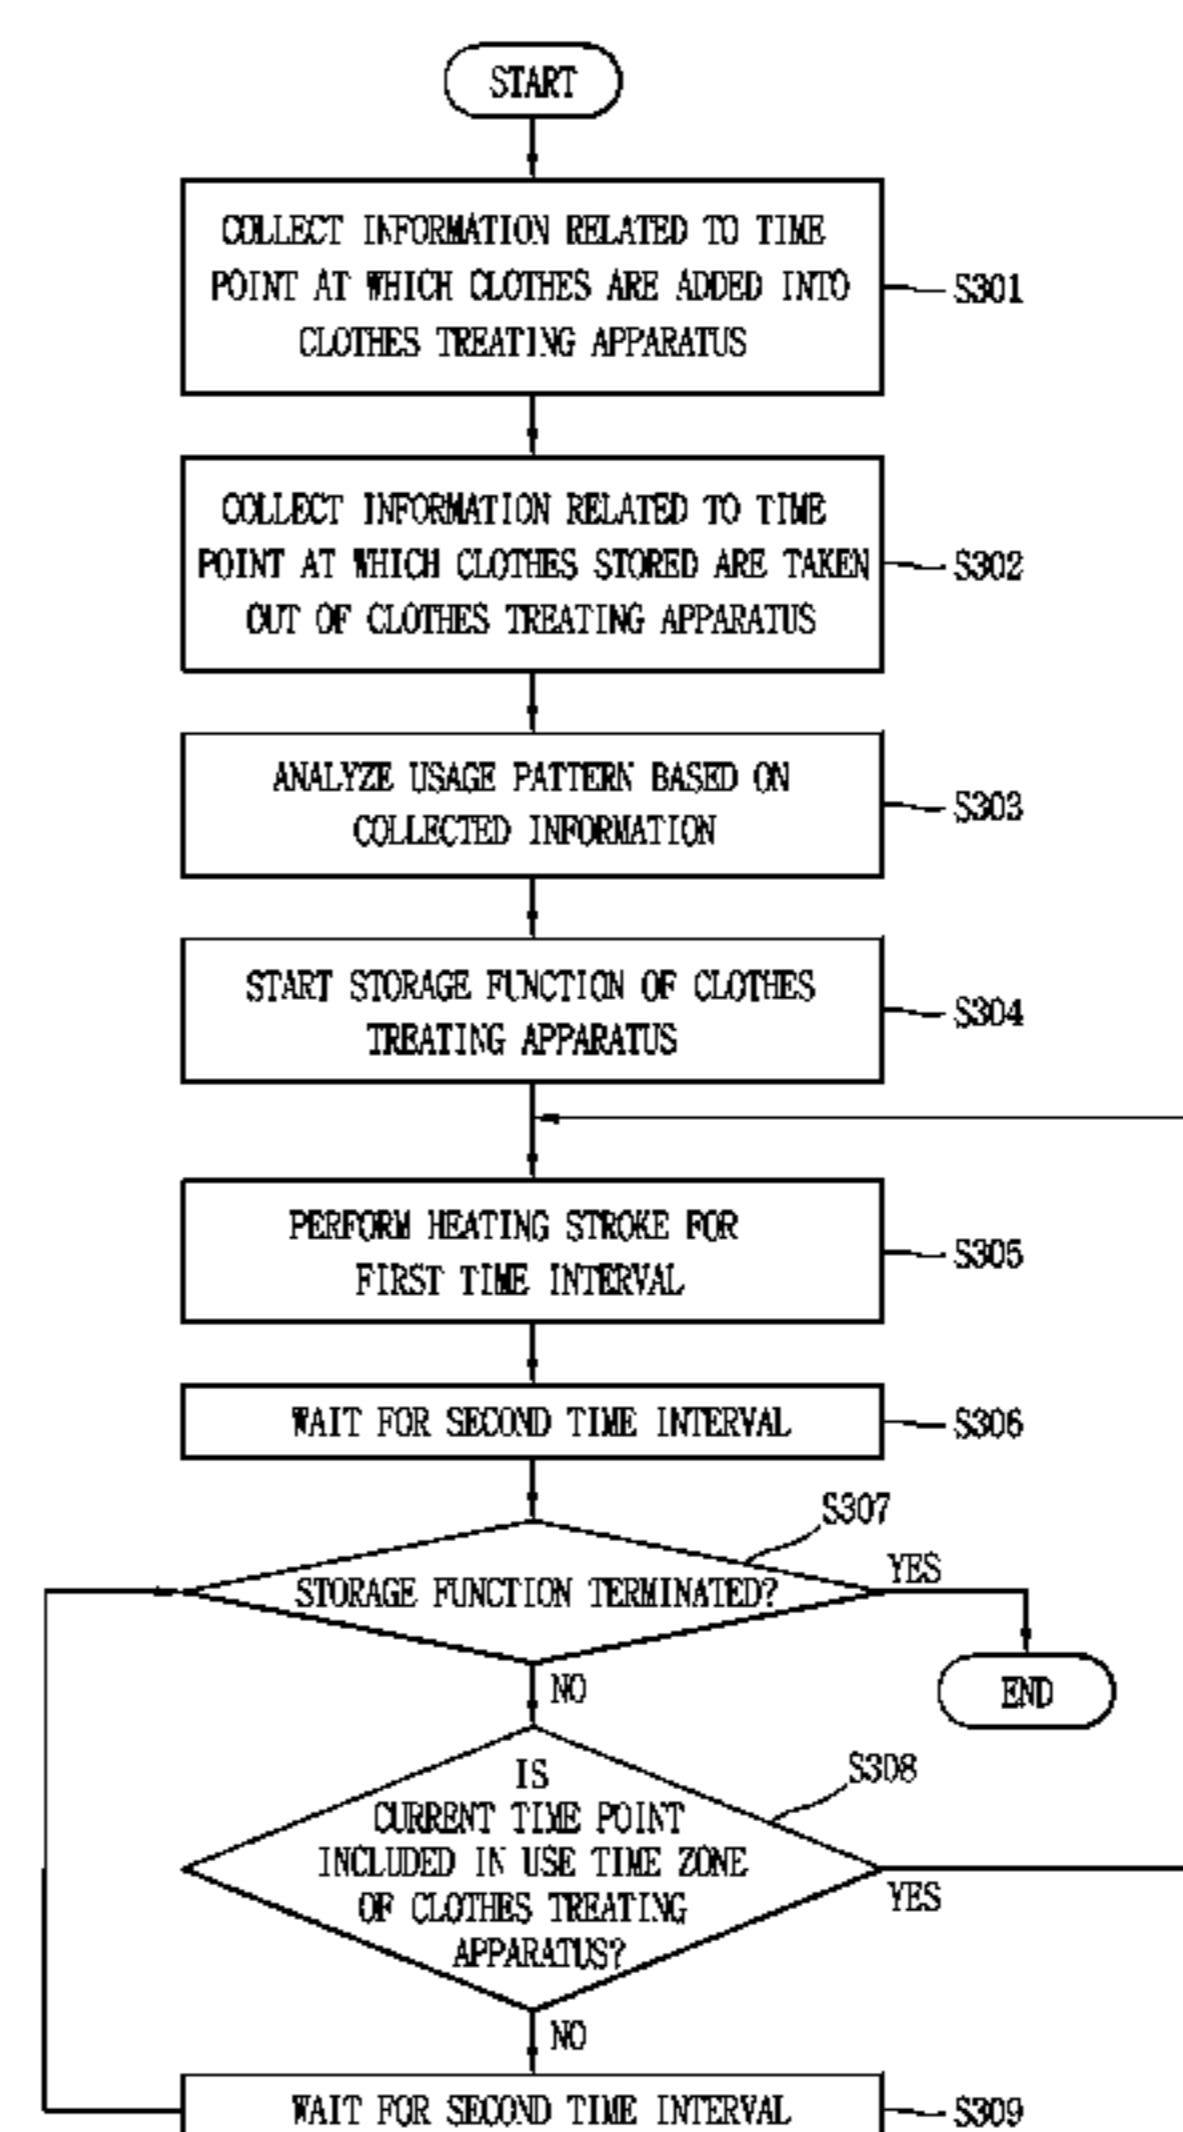 START
COLLECT INFORMATION RELATED TO TIME
POINT AT WHICH CLOTHES ARE ADDED INTO
CLOTHES TREATING APPARATUS
S301
COLLECT INFORMATION RELATED TO TIME
POINT AT WHICH CLOTHES STORED ARE TAKEN
OUT OF CLOTHES TREATING APPARATUS
S302
ANALYZE USAGE PATTERN BASED ON
COLLECTED INFORMATION
S303
START STORAGE FUNCTION OF CLOTHES
TREATING APPARATUS
S304
PERFORM HEATING STROKE FOR
FIRST TIME INTERVAL
S305
WAIT FOR SECOND TIME INTERVAL
S306
S307
STORAGE FUNCTION TERMINATED?
YES
END
NO
S308
IS
CURRENT TIME POINT
INCLUDED IN USE TIME ZONE
OF CLOTHES TREATING
APPARATUS?
YES
NO
WAIT FOR SECOND TIME INTERVAL
S309